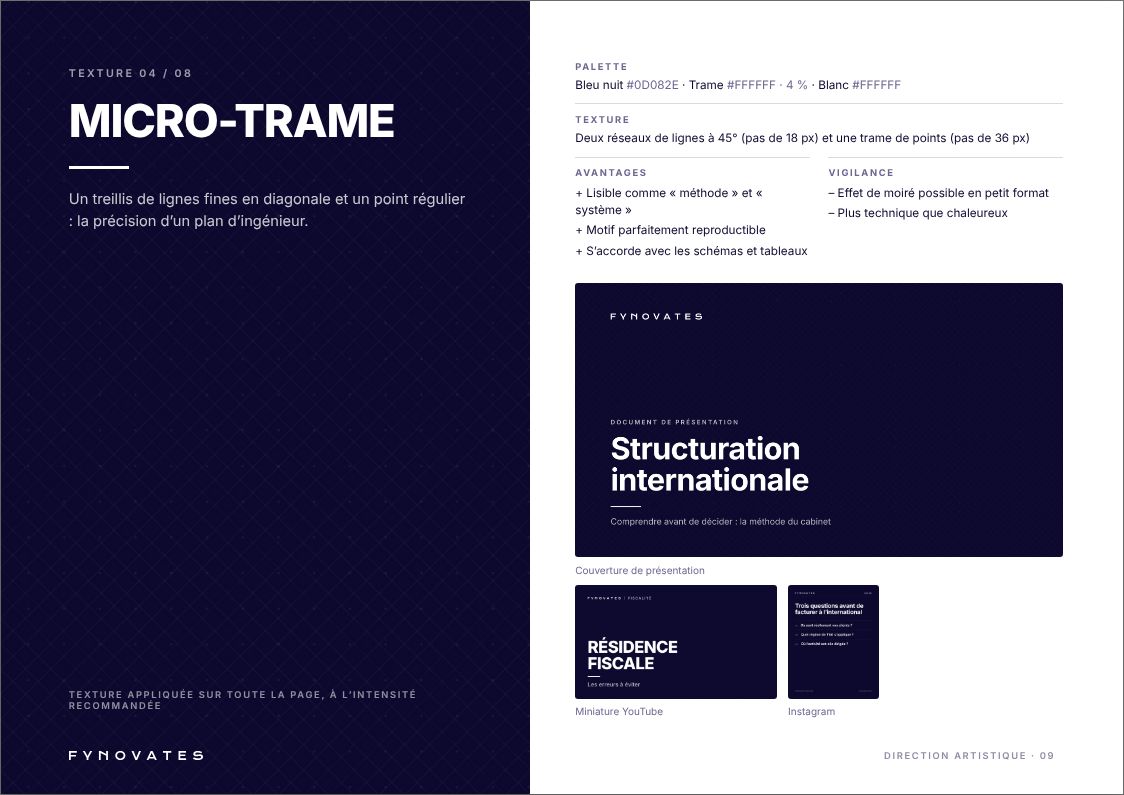 TEXTURE 04 / 08
MICRO-TRAME
Un treillis de lignes fines en diagonale et un point régulier
: la précision d’un plan d’ingénieur.
TEXTURE APPLIQUÉE SUR TOUTE LA PAGE, À L’INTENSITÉ
RECOMMANDÉE
FYNOVATES
PALETTE
Bleu nuit #0D082E · Trame #FFFFFF · 4 % · Blanc #FFFFFF
TEXTURE
Deux réseaux de lignes à 45° (pas de 18 px) et une trame de points (pas de 36 px)
AVANTAGES
+ Lisible comme « méthode » et «
système »
+ Motif parfaitement reproductible
+ S’accorde avec les schémas et tableaux
VIGILANCE
– Effet de moiré possible en petit format
– Plus technique que chaleureux
FYNOVATES
DOCUMENT DE PRÉSENTATION
Structuration
internationale
Comprendre avant de décider : la méthode du cabinet
Couverture de présentation
FYNOVATES | FISCALITÉ
RÉSIDENCE
FISCALE
Les erreurs à éviter
Miniature YouTube
FYNOVATES
Trois questions avant de
facturer à l’international
Instagram
DIRECTION ARTISTIQUE · 09